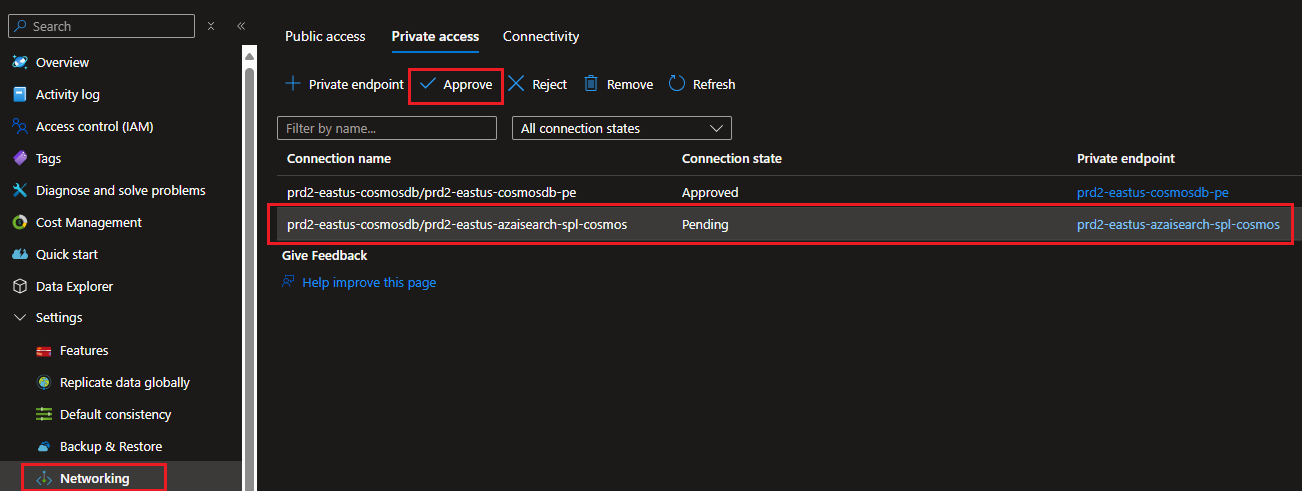 Search
Overview
Activity log
Access control (IAM)
Tags
Diagnose and solve problems
Cost Management
Quick start
Data Explorer
Settings
Features
Replicate data globally
Default consistency
Backup & Restore
Networking
Public access Private access Connectivity
Private endpoint Approve Reject Remove Refresh
Filter by name... All connection states
Connection name Connection state Private endpoint
prd2-eastus-cosmosdb/prd2-eastus-cosmosdb-pe Approved prd2-eastus-cosmosdb-pe
prd2-eastus-cosmosdb/prd2-eastus-azaisearch-spl-cosmos Pending prd2-eastus-azaisearch-spl-cosmos
Give Feedback
Help improve this page